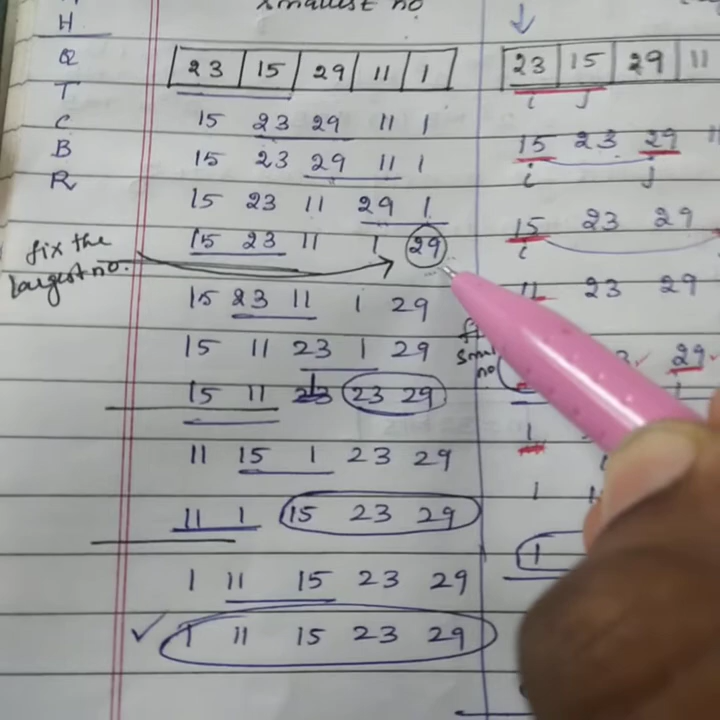 smallest no
H
Q
T
C
B
R
23 15 29 11 1
15 23 29 11 1
15 23 29 11 1
15 23 11 29 1
15 23 11 1 29
fix the
largest no.
15 23 11 1 29
15 11 23 1 29
15 11 1 23 29
11 15 1 23 29
11 1 15 23 29
1 11 15 23 29
1 11 15 23 29
23 15 29 11
i j
15 23 29
i j
15 23 29
i
11 23 29
no
29
1
1
1